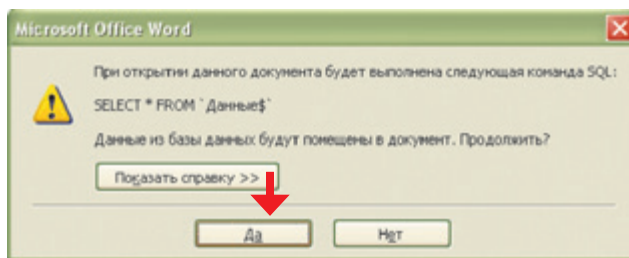 Microsoft Office Word
При открытии данного документа будет выполнена следующая команда SQL:
SELECT * FROM `Данные$`
Данные из базы данных будут помещены в документ. Продолжить?
Показать справку >>
Да
Нет